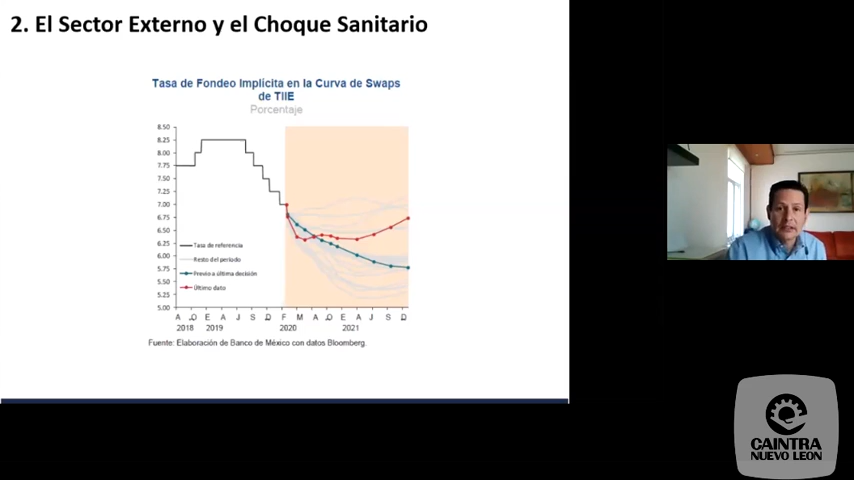 2. El Sector Externo y el Choque Sanitario
Tasa de Fondeo Implícita en la Curva de Swaps
de TIIE
Porcentaje
8.50
8.25
8.00
7.75
7.50
7.25
7.00
6.75
6.50
6.25
6.00
5.75
5.50
5.25
5.00
Tasa de referencia
Resto del periodo
Previo a última decisión
Último dato
A O E A J S D F M A J O E A J S D
2018 2019 2020 2021
Fuente: Elaboración de Banco de México con datos Bloomberg.
CAINTRA
NUEVO LEÓN